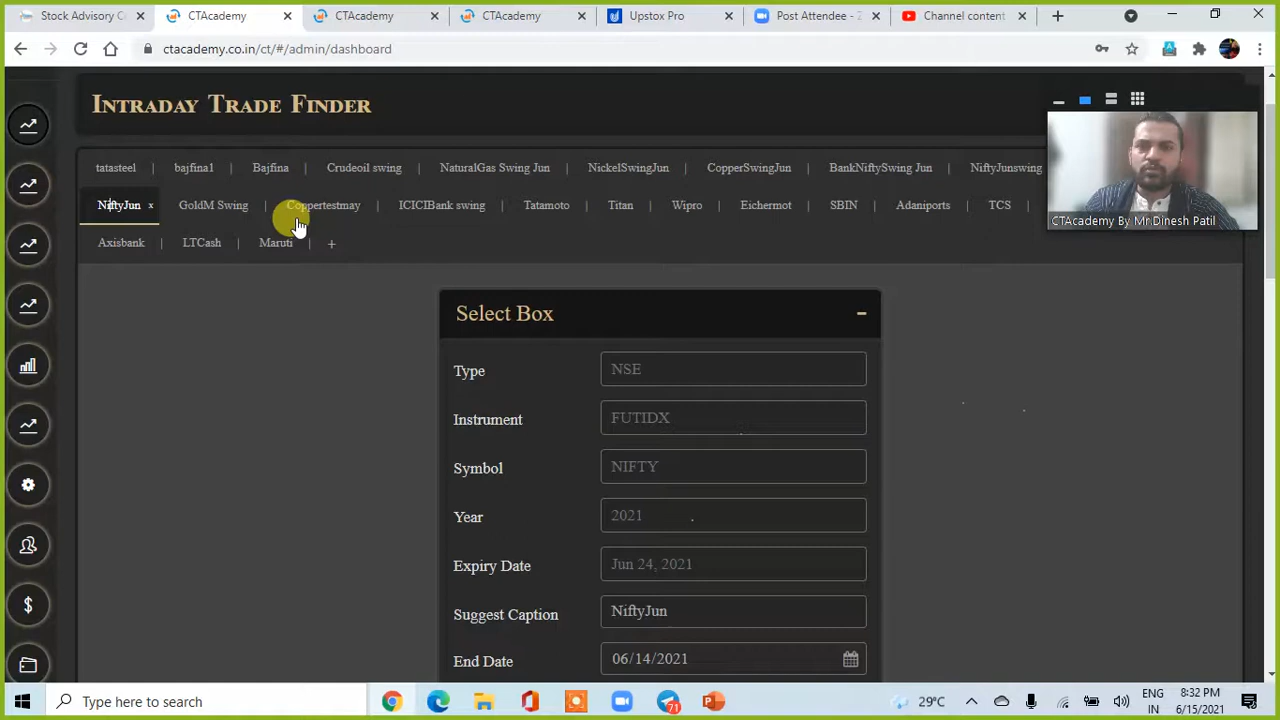 Stock Advisory C
CTAcademy
CTAcademy
CTAcademy
Upstox Pro
Post Attendee - Z
Channel content
ctacademy.co.in/ct/#/admin/dashboard
Intraday Trade Finder
tatasteel | bajfina1 | Bajfina | Crudeoil swing | NaturalGas Swing Jun | NickelSwingJun | CopperSwingJun | BankNiftySwing Jun | NiftyJunswing
NiftyJun x GoldM Swing | Coppertestmay | ICICIBank swing | Tatamoto | Titan | Wipro | Eichermot | SBIN | Adaniports | TCS |
Axisbank | LTCash | Maruti | +
CTAcademy By Mr.Dinesh Patil
Select Box
Type NSE
Instrument FUTIDX
Symbol NIFTY
Year 2021
Expiry Date Jun 24, 2021
Suggest Caption NiftyJun
End Date 06/14/2021
Type here to search
71
29°C
ENG
IN
8:32 PM
6/15/2021